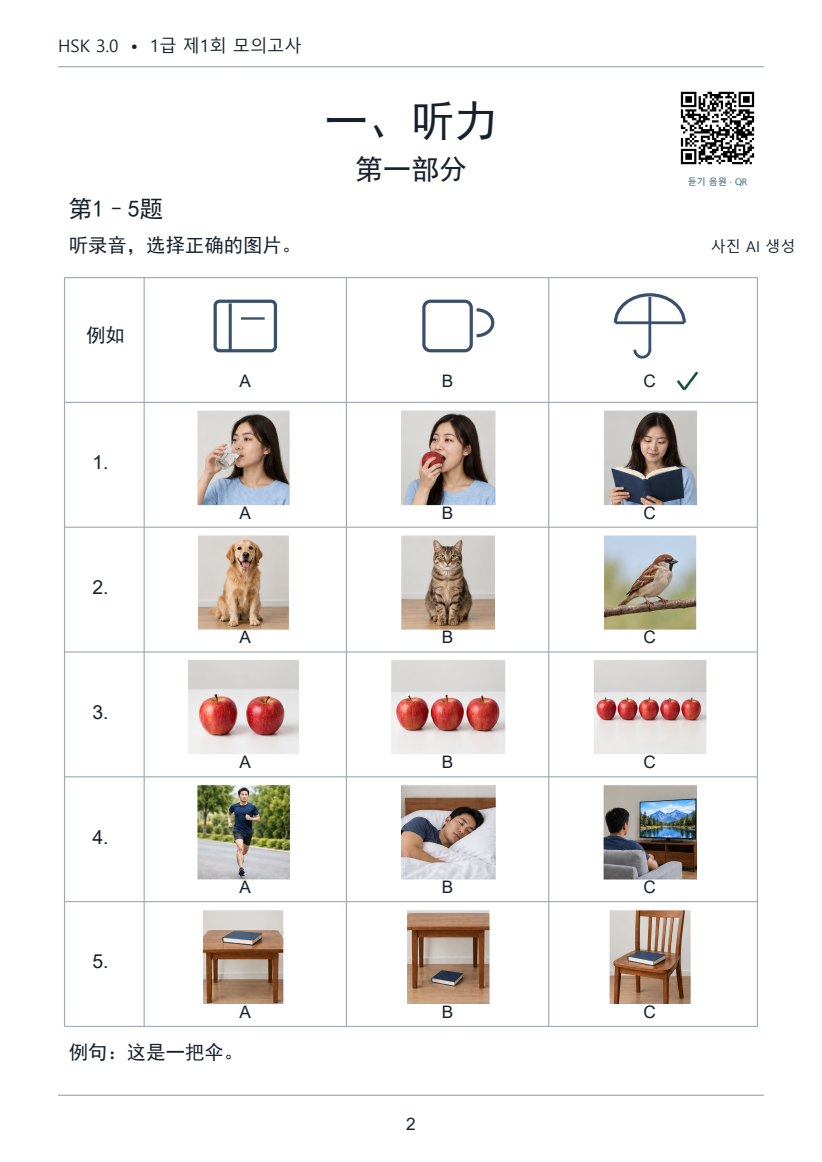 HSK 3.0 • 1급 제1회 모의고사
一、听力
第一部分
듣기 음원 · QR
第1–5题
听录音，选择正确的图片。
사진 AI 생성
例如
A B C
1.
A B C
2.
A B C
3.
A B C
4.
A B C
5.
A B C
例句：这是一把伞。
2